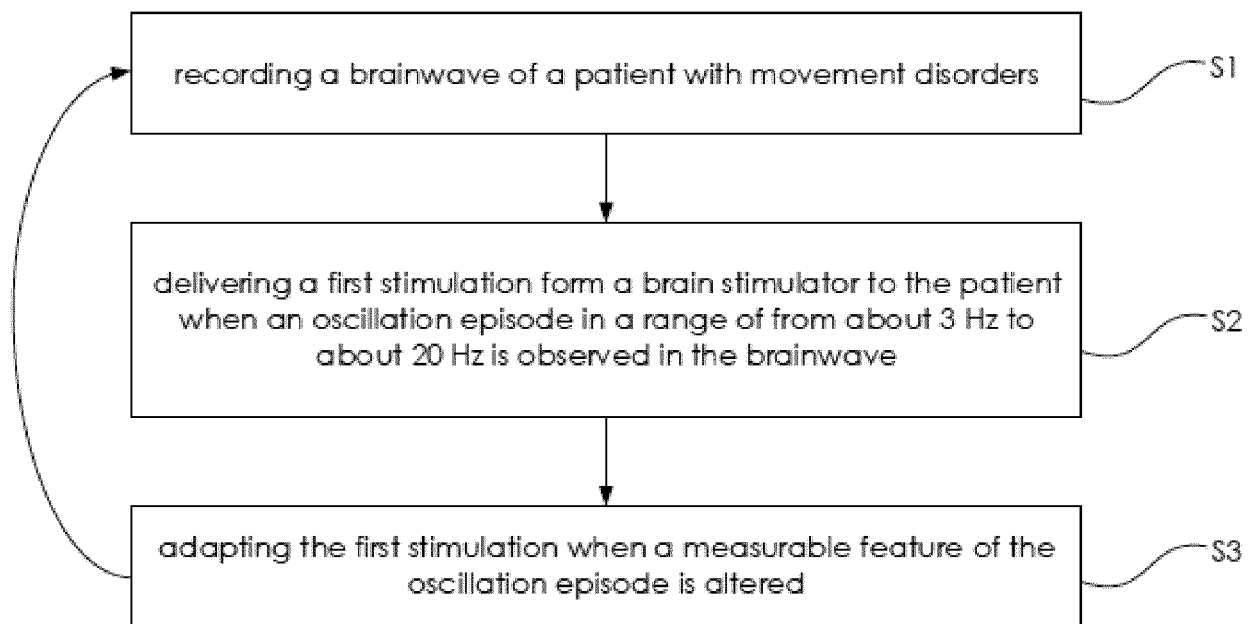 recording a brainwave of a patient with movement disorders
S1
delivering a first stimulation form a brain stimulator to the patient
when an oscillation episode in a range of from about 3 Hz to
about 20 Hz is observed in the brainwave
S2
adapting the first stimulation when a measurable feature of the
oscillation episode is altered
S3